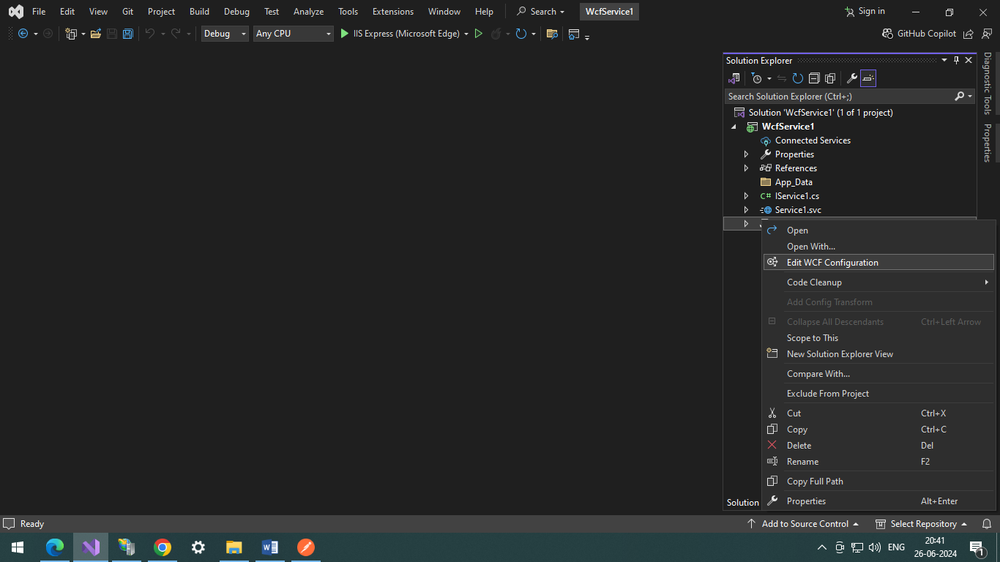 File Edit View Git Project Build Debug Test Analyze Tools Extensions Window Help Search WcfService1 Sign in
Debug Any CPU IIS Express (Microsoft Edge) GitHub Copilot
Solution Explorer
Search Solution Explorer (Ctrl+;)
Solution 'WcfService1' (1 of 1 project)
WcfService1
Connected Services
Properties
References
App_Data
C# IService1.cs
Service1.svc
Open
Open With...
Edit WCF Configuration
Code Cleanup
Add Config Transform
Collapse All Descendants Ctrl+Left Arrow
Scope to This
New Solution Explorer View
Compare With...
Exclude From Project
Cut Ctrl+X
Copy Ctrl+C
Delete Del
Rename F2
Copy Full Path
Properties Alt+Enter
Solution
Diagnostic Tools
Properties
Ready Add to Source Control Select Repository
ENG 20:41
26-06-2024 1